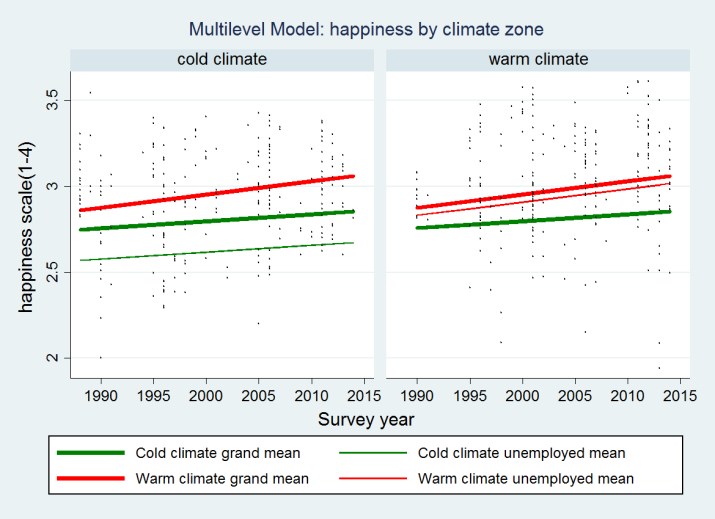 Multilevel Model: happiness by climate zone
cold climate
warm climate
happiness scale(1-4)
3.5
3
2.5
2
1990 1995 2000 2005 2010 2015
1990 1995 2000 2005 2010 2015
Survey year
Cold climate grand mean
Cold climate unemployed mean
Warm climate grand mean
Warm climate unemployed mean